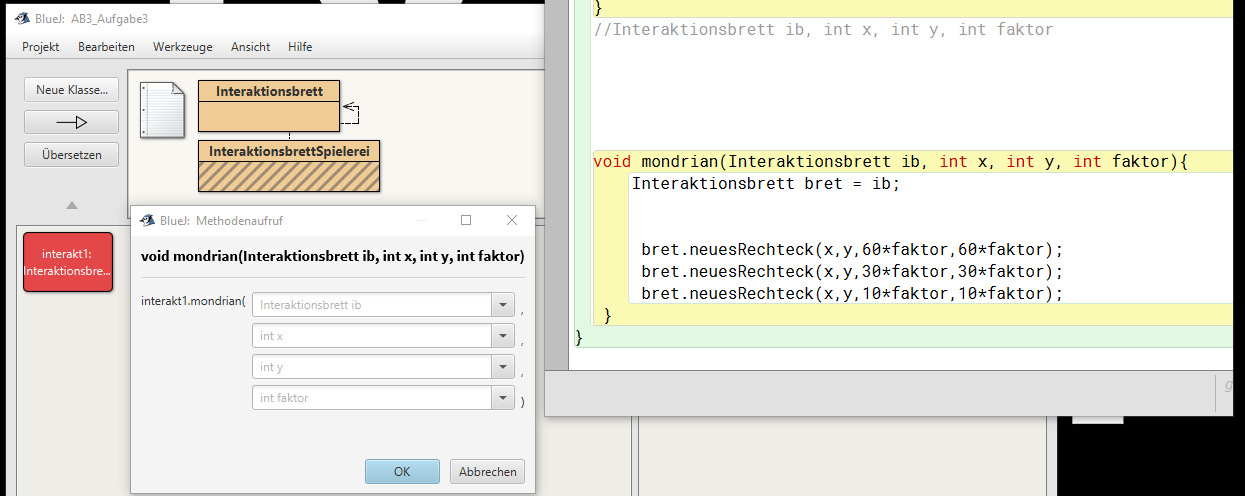 BlueJ: AB3_Aufgabe3
Projekt Bearbeiten Werkzeuge Ansicht Hilfe
Neue Klasse...
Übersetzen
Interaktionsbrett
InteraktionsbrettSpielerei
interakt1:
Interaktionsbre...
BlueJ: Methodenaufruf
void mondrian(Interaktionsbrett ib, int x, int y, int faktor)
interakt1.mondrian( Interaktionsbrett ib ,
int x ,
int y ,
int faktor )
OK Abbrechen
}
//Interaktionsbrett ib, int x, int y, int faktor
void mondrian(Interaktionsbrett ib, int x, int y, int faktor){
Interaktionsbrett bret = ib;
bret.neuesRechteck(x,y,60*faktor,60*faktor);
bret.neuesRechteck(x,y,30*faktor,30*faktor);
bret.neuesRechteck(x,y,10*faktor,10*faktor);
}
}